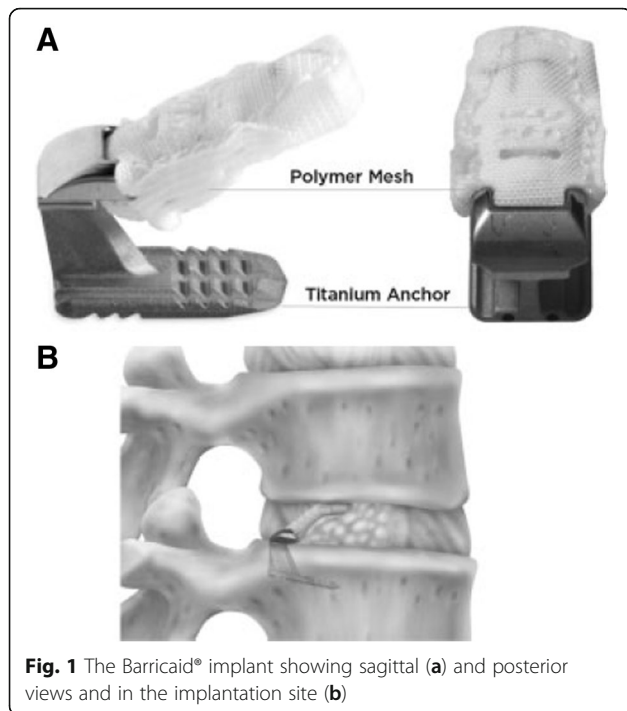 A
Polymer Mesh
Titanium Anchor
B
Fig. 1 The Barricaid® implant showing sagittal (a) and posterior
views and in the implantation site (b)